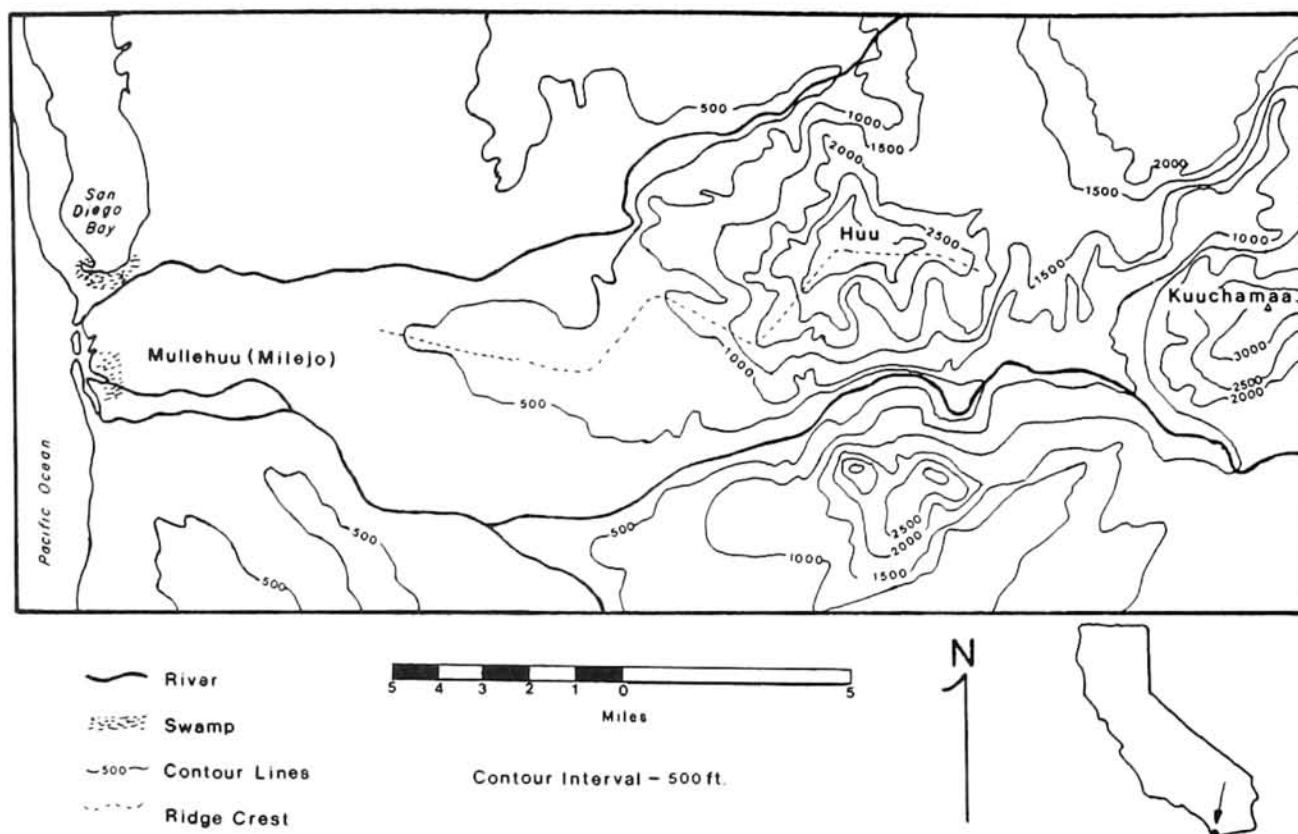 500
1000
1500
2000
2000
1500
San
Diego
Bay
Huu
2500
1000
1500
Kuuchamaa
Mullehuu (Milejo)
1000
3000
500
2500
2000
Pacific Ocean
500
500
500
2500
2000
1000
1500
River
Swamp
500 Contour Lines
Ridge Crest
5 4 3 2 1 0 5
Miles
Contour Interval – 500 ft.
N